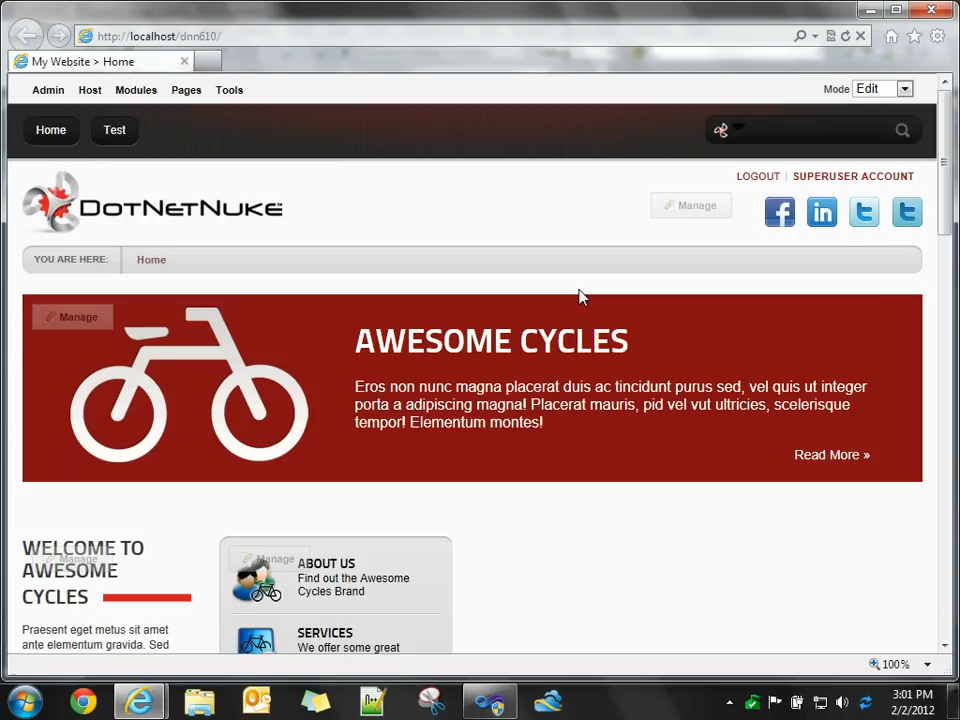 http://localhost/dnn610/
My Website > Home
Admin Host Modules Pages Tools
Mode Edit
Home Test
LOGOUT | SUPERUSER ACCOUNT
DotNetNuke
Manage
YOU ARE HERE: Home
Manage
AWESOME CYCLES
Eros non nunc magna placerat duis ac tincidunt purus sed, vel quis ut integer
porta a adipiscing magna! Placerat mauris, pid vel vut ultricies, scelerisque
tempor! Elementum montes!
Read More »
WELCOME TO
AWESOME
CYCLES
Manage
Praesent eget metus sit amet
ante elementum gravida. Sed
Manage
ABOUT US
Find out the Awesome
Cycles Brand
SERVICES
We offer some great
100%
3:01 PM
2/2/2012